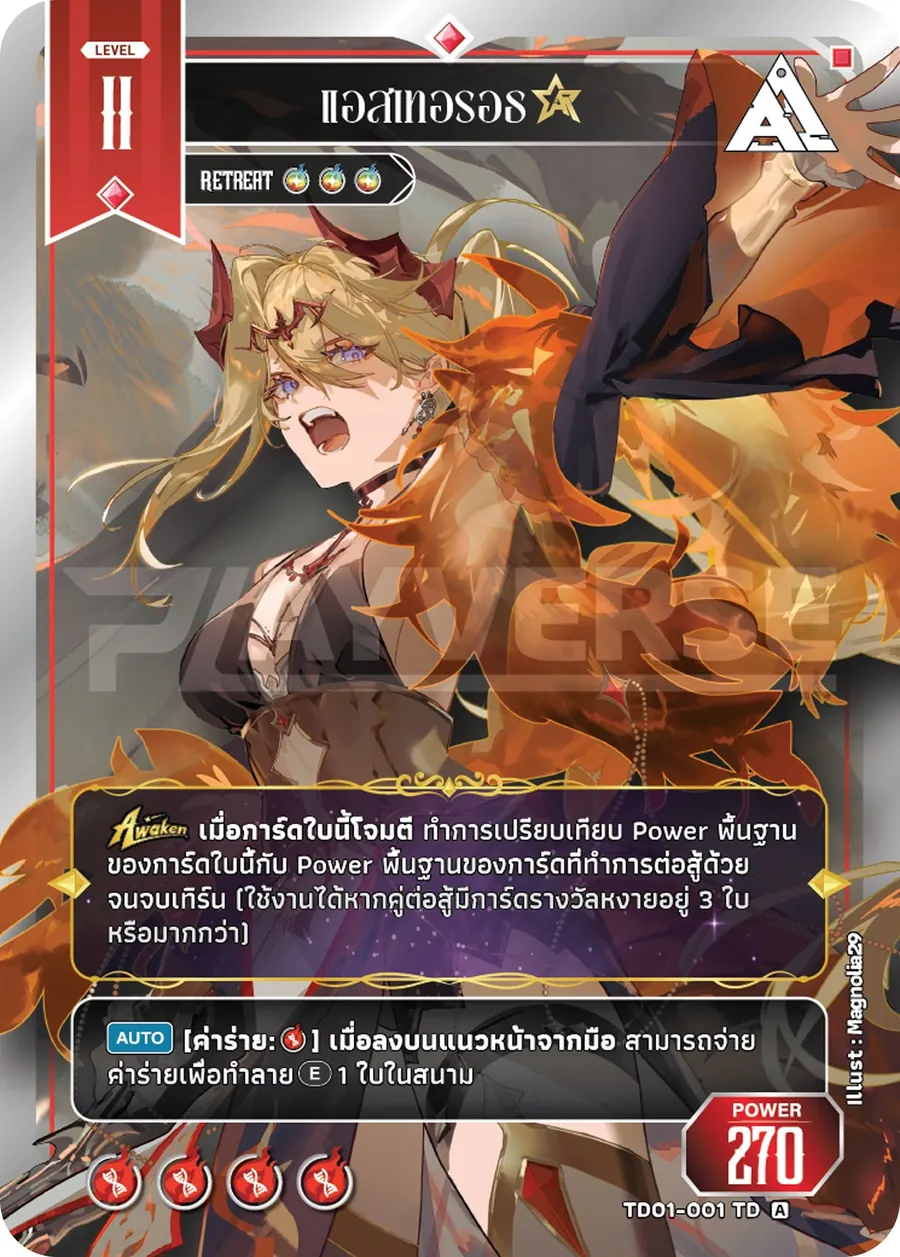 LEVEL
II
แอสเทอรอธ
RETREAT
PLAYVERSE
Awaken เมื่อการ์ดใบนี้โจมตี ทำการเปรียบเทียบ Power พื้นฐาน
ของการ์ดใบนี้กับ Power พื้นฐานของการ์ดที่ทำการต่อสู้ด้วย
จนจบเทิร์น (ใช้งานได้หากคู่ต่อสู้มีการ์ดรางวัลหงายอยู่ 3 ใบ
หรือมากกว่า)
AUTO [ค่าร่าย: ] เมื่อลงบนแนวหน้าจากมือ สามารถจ่าย
ค่าร่ายเพื่อทำลาย E 1 ใบในสนาม
Illust : Magnolia29
POWER
270
TD01-001 TD A